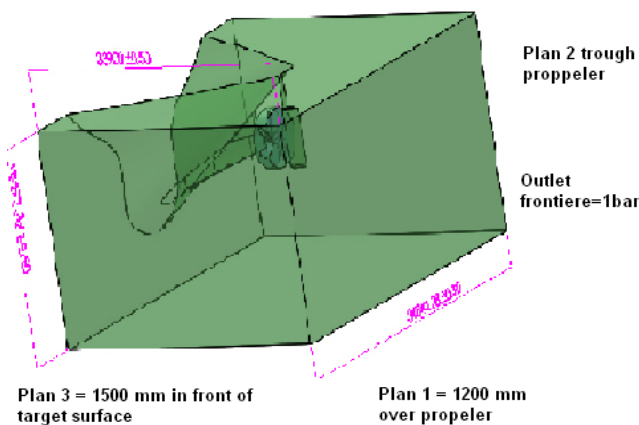 Plan 2 trough
proppeler
Outlet
frontiere=1bar
Plan 3 = 1500 mm in front of
target surface
Plan 1 = 1200 mm
over propeler